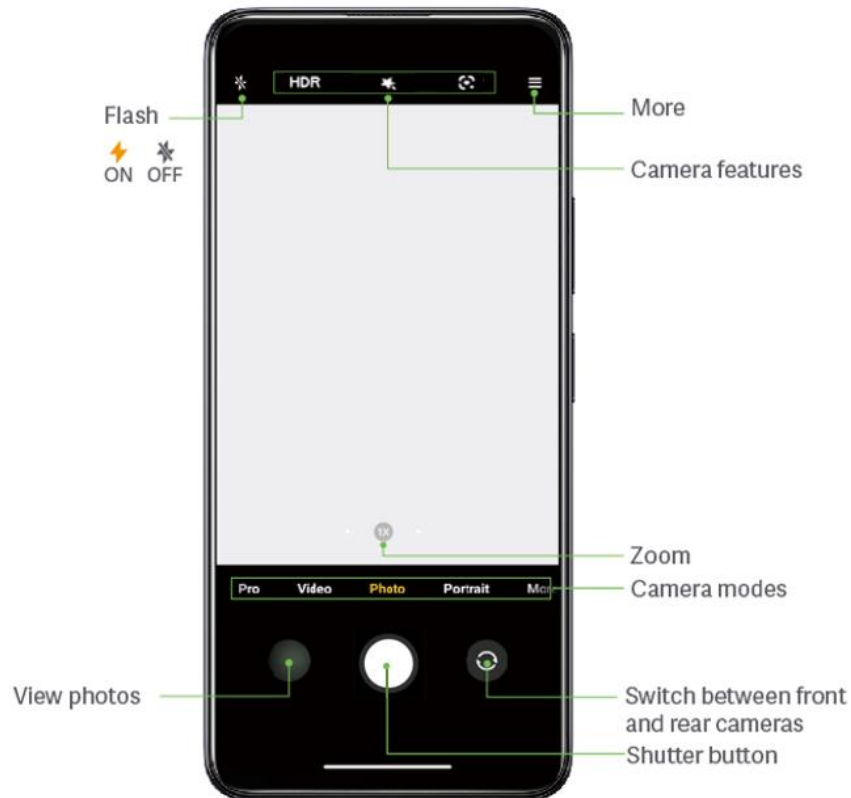 HDR
Flash
ON OFF
More
Camera features
1X
Zoom
Pro Video Photo Portrait Mor
Camera modes
View photos
Switch between front
and rear cameras
Shutter button